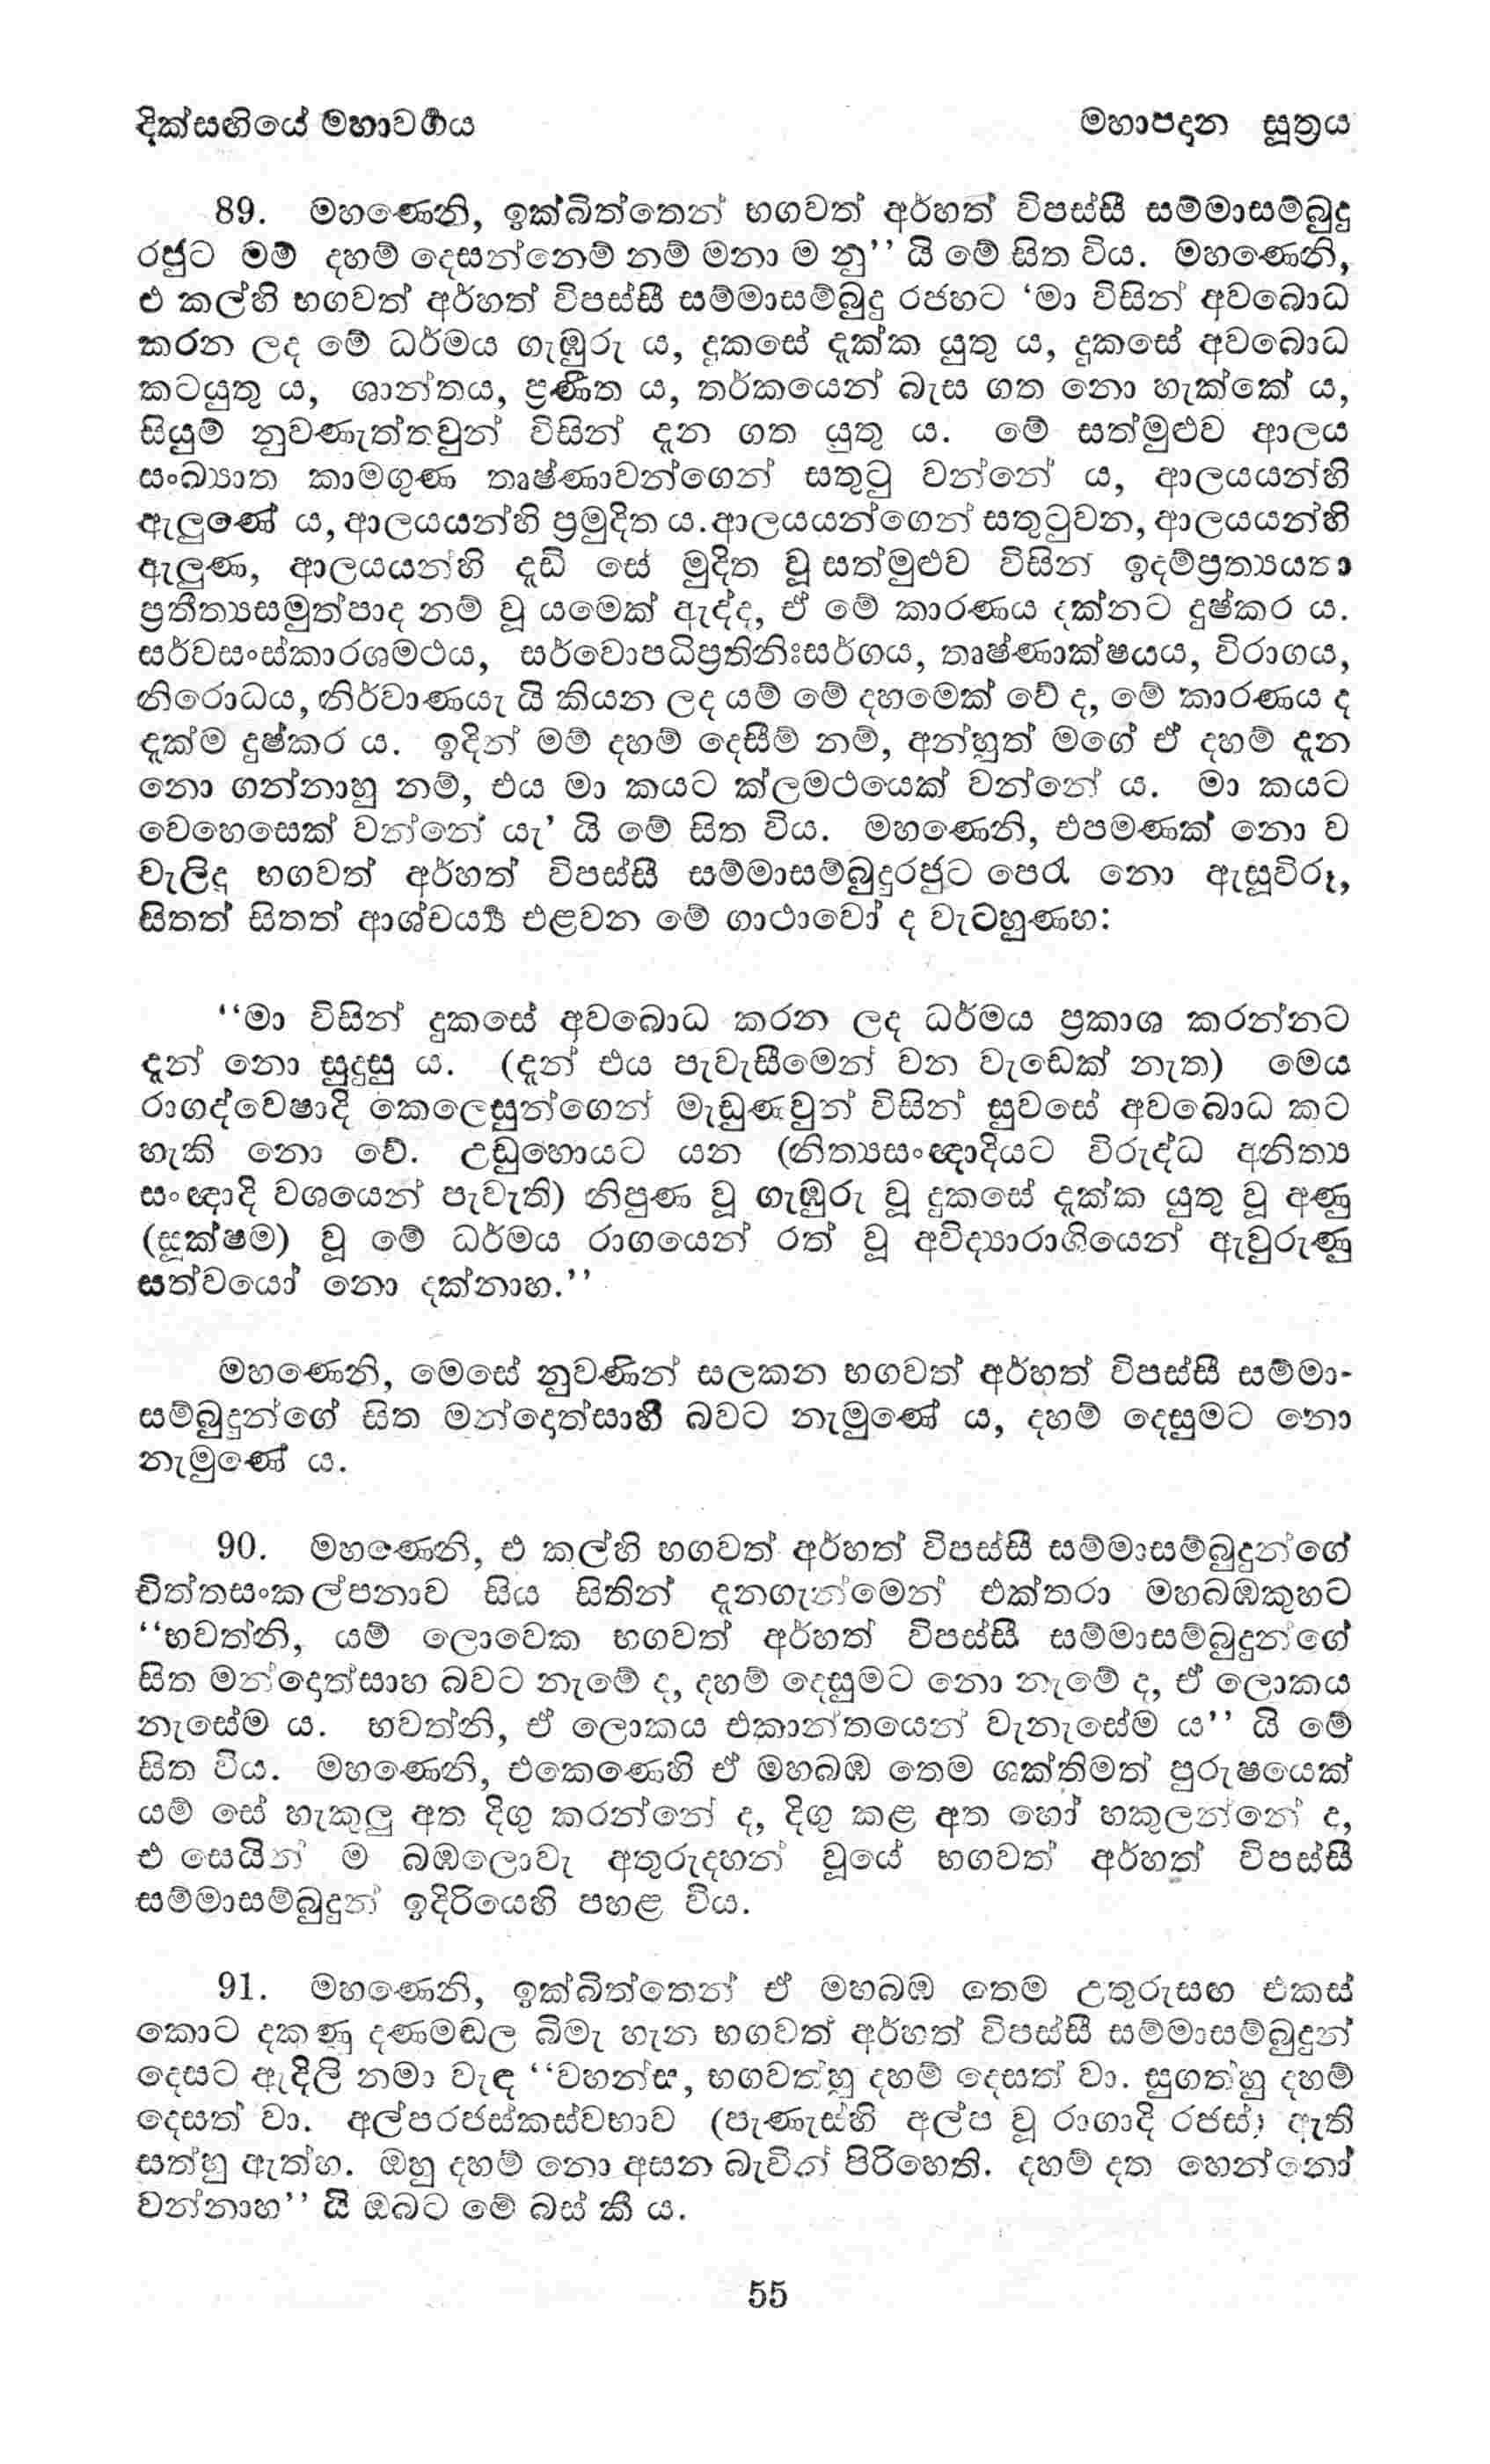 දික්සඟියේ මහාවර්‍ගය
මහාපදාන සූත්‍රය
89. මහණෙනි, ඉක්බිත්තෙන් භගවත් අර්හත් විපස්සී සම්මාසම්බුදු
රජුට මම් දහම් දෙසන්නෙම් නම් මනා ම නු’’ යි මේ සිත විය. මහණෙනි,
එ කල්හි භගවත් අර්හත් විපස්සී සම්මාසම්බුදු රජහට ‘මා විසින් අවබොධ
කරන ලද මේ ධර්මය ගැඹුරු ය, දුකසේ දැක්ක යුතු ය, දුකසේ අවබොධ
කටයුතු ය, ශාන්තය, ප්‍රණීත ය, තර්කයෙන් බැස ගත නො හැක්කේ ය,
සියුම් නුවණැත්තවුන් විසින් දැන ගත යුතු ය. මේ සත්මුළුව ආලය
සංඛ්‍යාත කාමගුණ තෘෂ්ණාවන්ගෙන් සතුටු වන්නේ ය, ආලයයන්හි
ඇලුණේ ය, ආලයයන්හි ප්‍රමුදිත ය. ආලයයන්ගෙන් සතුටුවන, ආලයයන්හි
ඇලුණ, ආලයයන්හි දැඩි සේ මුදිත වූ සත්මුළුව විසින් ඉදම්ප්‍රත්‍යයතා
ප්‍රතීත්‍යසමුත්පාද නම් වූ යමෙක් ඇද්ද, ඒ මේ කාරණය දක්නට දුෂ්කර ය.
සර්වසංස්කාරශමථය, සර්වොපධිප්‍රතිනිඃසර්ගය, තෘෂ්ණාක්ෂයය, විරාගය,
නිරොධය, නිර්වාණයැ යි කියන ලද යම් මේ දහමෙක් වේ ද, මේ කාරණය ද
දැක්ම දුෂ්කර ය. ඉදින් මම් දහම් දෙසීම් නම්, අන්හුත් මගේ ඒ දහම් දැන
නො ගන්නාහු නම්, එය මා කයට ක්ලමථයෙක් වන්නේ ය. මා කයට
වෙහෙසෙක් වන්නේ යැ’ යි මේ සිත විය. මහණෙනි, එපමණක් නො ව
වැලිදු භගවත් අර්හත් විපස්සී සම්මාසම්බුදුරජුට පෙරැ නො ඇසූවිරූ,
සිතත් සිතත් ආශ්චර්‍ය්‍ය එළවන මේ ගාථාවෝ ද වැටහුණහ:
‘‘මා විසින් දුකසේ අවබොධ කරන ලද ධර්මය ප්‍රකාශ කරන්නට
දැන් නො සුදුසු ය. (දැන් එය පැවැසීමෙන් වන වැඩෙක් නැත) මෙය
රාගද්වෙෂාදි කෙලෙසුන්ගෙන් මැඩුණවුන් විසින් සුවසේ අවබොධ කට
හැකි නො වේ. උඩුහොයට යන (නිත්‍යසංඥාදියට විරුද්ධ අනිත්‍ය
සංඥාදි වශයෙන් පැවැති) නිපුණ වූ ගැඹුරු වූ දුකසේ දැක්ක යුතු වූ අණු
(සූක්ෂම) වූ මේ ධර්මය රාගයෙන් රත් වූ අවිද්‍යාරාශියෙන් ඇවුරුණු
සත්වයෝ නො දක්නාහ.’’
මහණෙනි, මෙසේ නුවණින් සලකන භගවත් අර්හත් විපස්සී සම්මා-
සම්බුදුන්ගේ සිත මන්දොත්සාහී බවට නැමුණේ ය, දහම් දෙසුමට නො
නැමුණේ ය.
90. මහණෙනි, එ කල්හි භගවත් අර්හත් විපස්සී සම්මාසම්බුදුන්ගේ
චිත්තසංකල්පනාව සිය සිතින් දැනගැන්මෙන් එක්තරා මහබඹකුහට
‘‘භවත්නි, යම් ලොවෙක භගවත් අර්හත් විපස්සී සම්මාසම්බුදුන්ගේ
සිත මන්දොත්සාහ බවට නැමේ ද, දහම් දෙසුමට නො නැමේ ද, ඒ ලොකය
නැසේම ය. භවත්නි, ඒ ලොකය එකාන්තයෙන් වැනැසේම ය’’ යි මේ
සිත විය. මහණෙනි, එකෙණෙහි ඒ මහබඹ තෙම ශක්තිමත් පුරුෂයෙක්
යම් සේ හැකුලු අත දිගු කරන්නේ ද, දිගු කළ අත හෝ හකුලන්නේ ද,
එ සෙයින් ම බඹලොවැ අතුරුදහන් වූයේ භගවත් අර්හත් විපස්සී
සම්මාසම්බුදුන් ඉදිරියෙහි පහළ විය.
91. මහණෙනි, ඉක්බිත්තෙන් ඒ මහබඹ තෙම උතුරුසඟ එකස්
කොට දකුණු දණමඬල බිමැ හැන භගවත් අර්හත් විපස්සී සම්මාසම්බුදුන්
දෙසට ඇදිලි නමා වැඳ ‘‘වහන්ස, භගවත්හු දහම් දෙසත් වා. සුගත්හු දහම්
දෙසත් වා. අල්පරජස්කස්වභාව (පැණැස්හි අල්ප වූ රාගාදි රජස්) ඇති
සත්හු ඇත්හ. ඔහු දහම් නො අසන බැවින් පිරිහෙති. දහම් දත හෙන්නෝ
වන්නාහ’’ යි ඔබට මේ බස් කී ය.
55